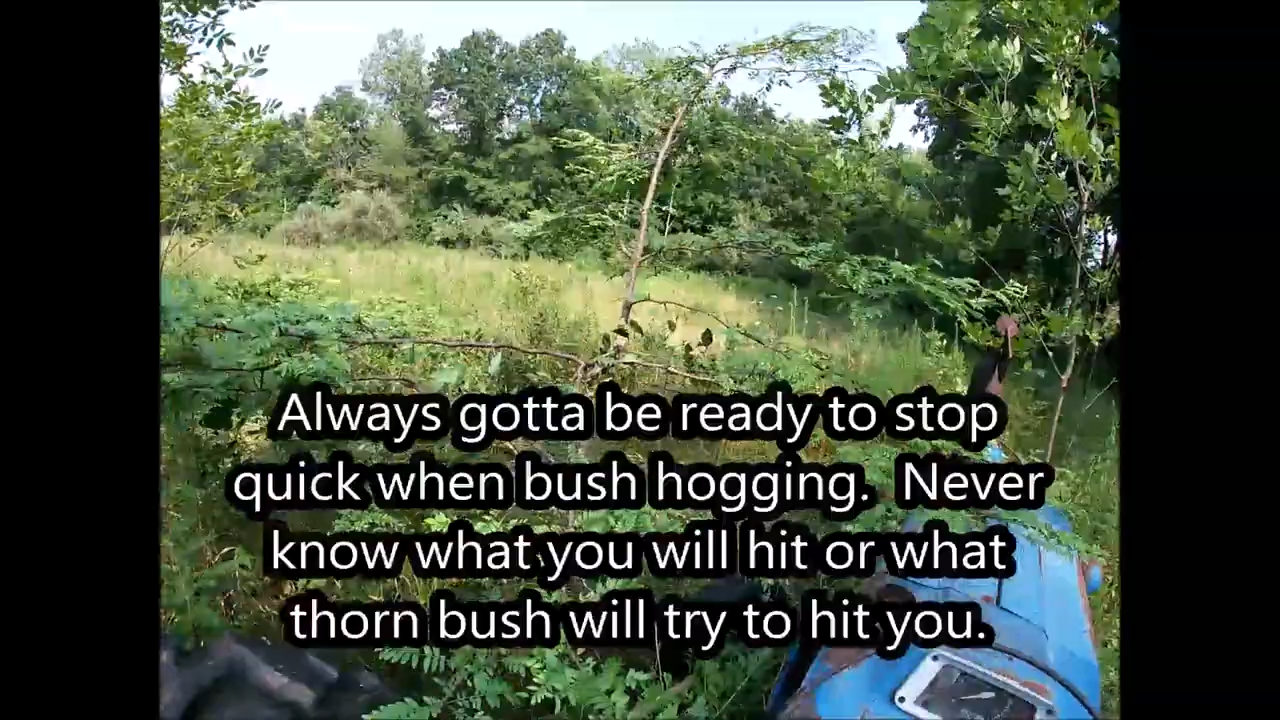 Always gotta be ready to stop
quick when bush hogging.  Never
know what you will hit or what
thorn bush will try to hit you.